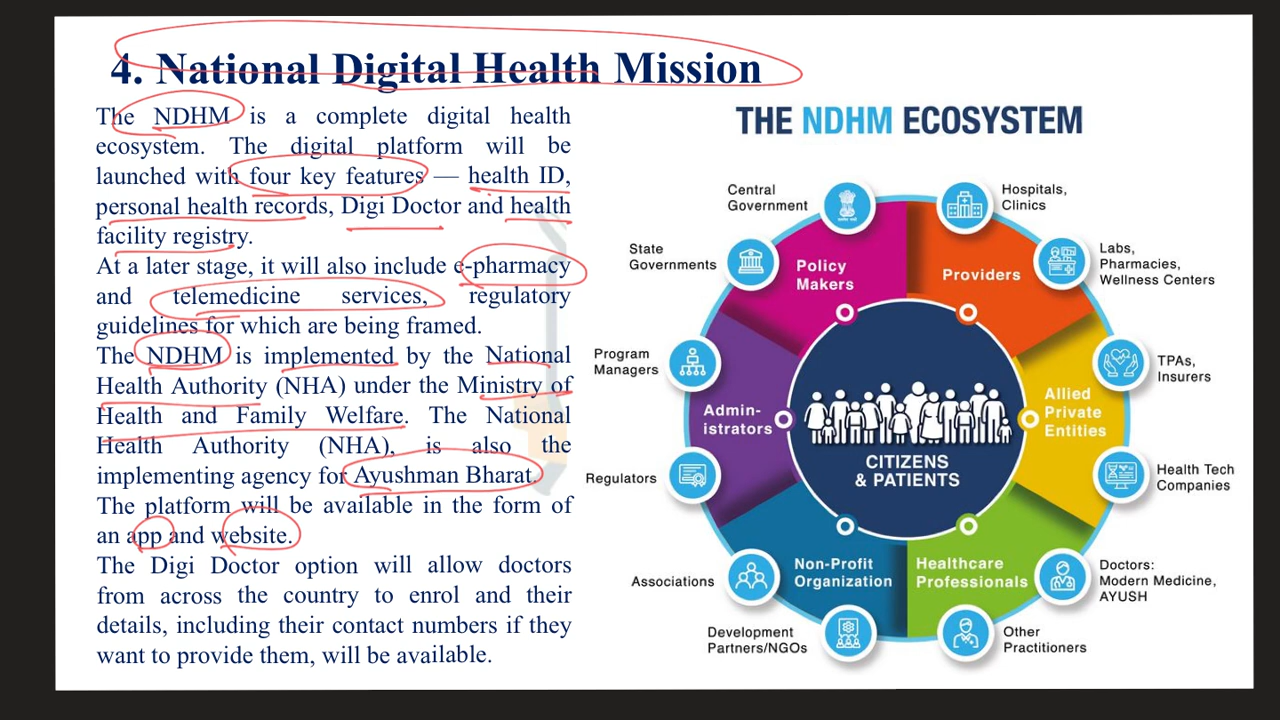 4. National Digital Health Mission
The NDHM is a complete digital health
ecosystem. The digital platform will be
launched with four key features — health ID,
personal health records, Digi Doctor and health
facility registry.
At a later stage, it will also include e-pharmacy
and telemedicine services, regulatory
guidelines for which are being framed.
The NDHM is implemented by the National
Health Authority (NHA) under the Ministry of
Health and Family Welfare. The National
Health Authority (NHA), is also the
implementing agency for Ayushman Bharat.
The platform will be available in the form of
an app and website.
The Digi Doctor option will allow doctors
from across the country to enrol and their
details, including their contact numbers if they
want to provide them, will be available.
THE NDHM ECOSYSTEM
Central
Government
Hospitals,
Clinics
State
Governments
Labs,
Pharmacies,
Wellness Centers
Policy
Makers
Providers
Program
Managers
TPAs,
Insurers
Admin-
istrators
Allied
Private
Entities
CITIZENS
& PATIENTS
Regulators
Health Tech
Companies
Non-Profit
Organization
Healthcare
Professionals
Associations
Doctors:
Modern Medicine,
AYUSH
Development
Partners/NGOs
Other
Practitioners